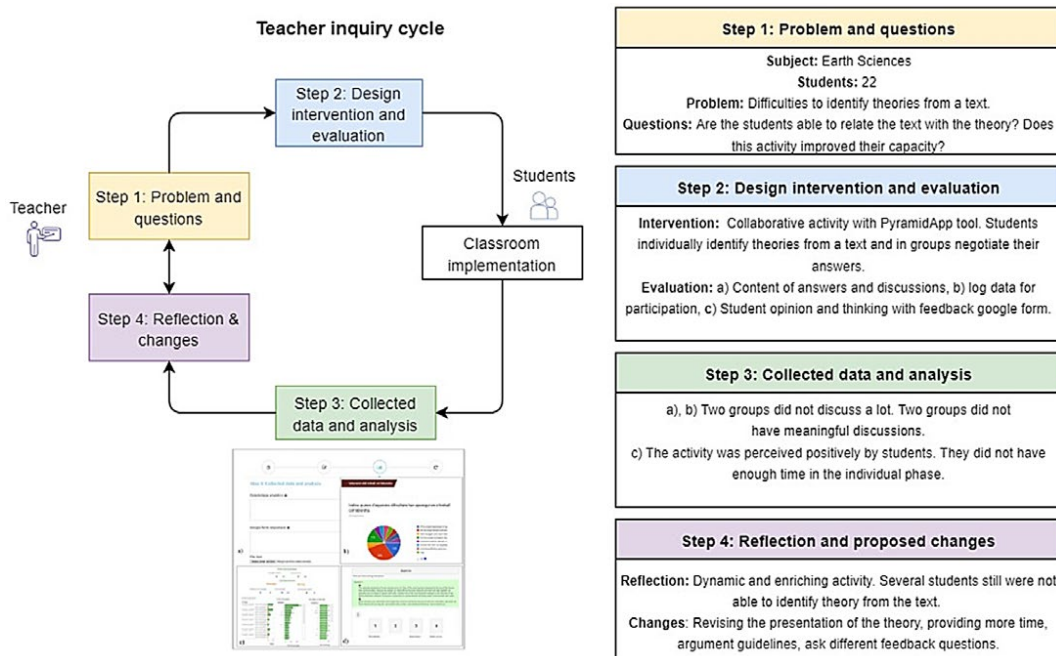 Teacher inquiry cycle
Step 2: Design
intervention and
evaluation
Students
Teacher
Step 1: Problem and
questions
Classroom
implementation
Step 4: Reflection &
changes
Step 3: Collected
data and analysis
a)
b)
c)
Step 1: Problem and questions
Subject: Earth Sciences
Students: 22
Problem: Difficulties to identify theories from a text.
Questions: Are the students able to relate the text with the theory? Does
this activity improved their capacity?
Step 2: Design intervention and evaluation
Intervention: Collaborative activity with PyramidApp tool. Students
individually identify theories from a text and in groups negotiate their
answers.
Evaluation: a) Content of answers and discussions, b) log data for
participation, c) Student opinion and thinking with feedback google form.
Step 3: Collected data and analysis
a), b) Two groups did not discuss a lot. Two groups did not
have meaningful discussions.
c) The activity was perceived positively by students. They did not have
enough time in the individual phase.
Step 4: Reflection and proposed changes
Reflection: Dynamic and enriching activity. Several students still were not
able to identify theory from the text.
Changes: Revising the presentation of the theory, providing more time,
argument guidelines, ask different feedback questions.